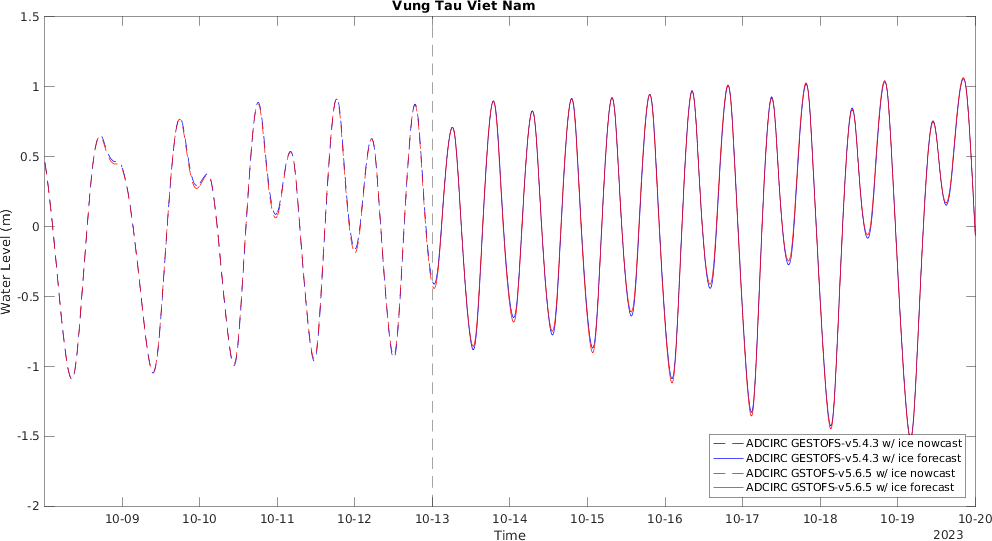 Vung Tau Viet Nam
1.5
1
0.5
0
-0.5
-1
-1.5
-2
Water Level (m)
ADCIRC GESTOFS-v5.4.3 w/ ice nowcast
ADCIRC GESTOFS-v5.4.3 w/ ice forecast
ADCIRC GSTOFS-v5.6.5 w/ ice nowcast
ADCIRC GSTOFS-v5.6.5 w/ ice forecast
10-09 10-10 10-11 10-12 10-13 10-14 10-15 10-16 10-17 10-18 10-19 10-20
Time
2023